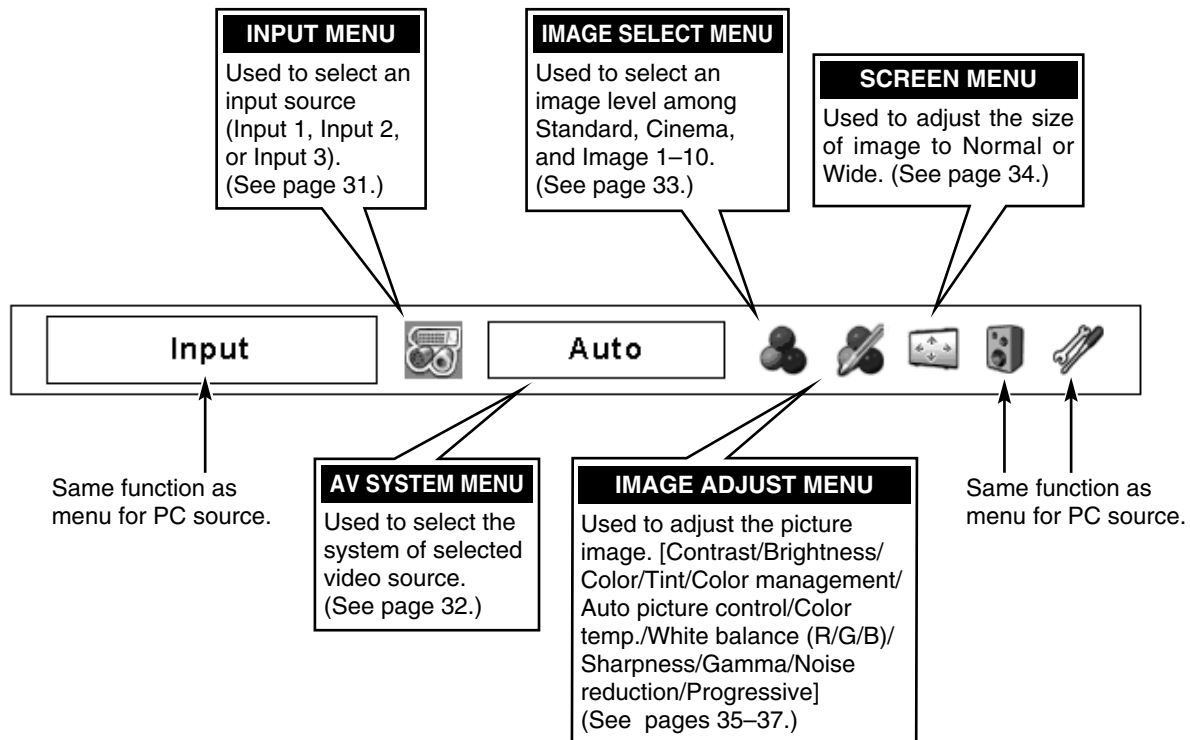 INPUT MENU
Used to select an
input source
(Input 1, Input 2,
or Input 3).
(See page 31.)
IMAGE SELECT MENU
Used to select an
image level among
Standard, Cinema,
and Image 1–10.
(See page 33.)
SCREEN MENU
Used to adjust the size
of image to Normal or
Wide. (See page 34.)
Input
Auto
Same function as
menu for PC source.
AV SYSTEM MENU
Used to select the
system of selected
video source.
(See page 32.)
IMAGE ADJUST MENU
Used to adjust the picture
image. [Contrast/Brightness/
Color/Tint/Color management/
Auto picture control/Color
temp./White balance (R/G/B)/
Sharpness/Gamma/Noise
reduction/Progressive]
(See pages 35–37.)
Same function as
menu for PC source.